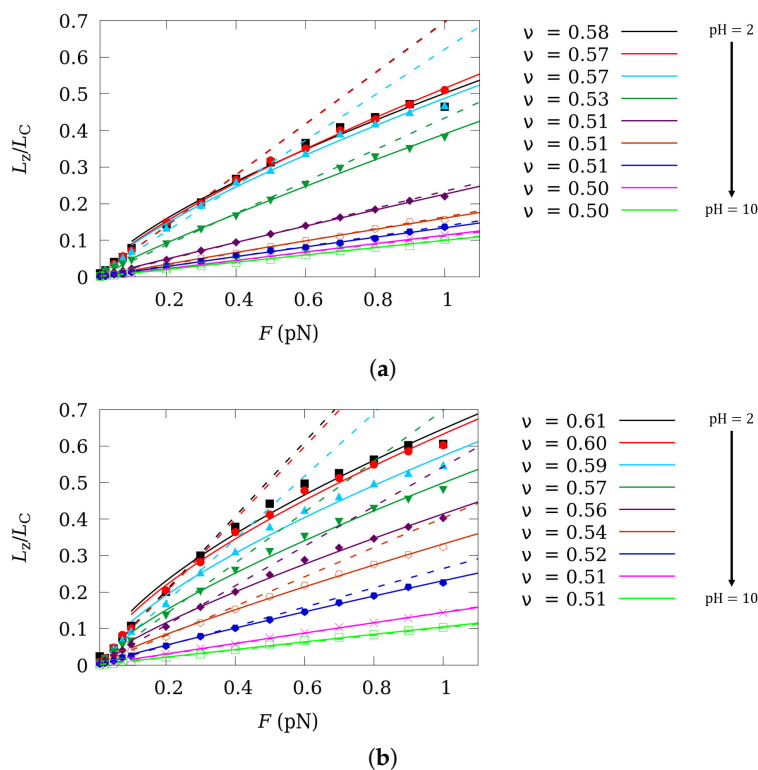 0.7
0.6
0.5
0.4
0.3
0.2
0.1
0
L_z/L_C
0.2 0.4 0.6 0.8 1
F (pN)
ν = 0.58
ν = 0.57
ν = 0.57
ν = 0.53
ν = 0.51
ν = 0.51
ν = 0.51
ν = 0.50
ν = 0.50
pH = 2
pH = 10
(a)
0.7
0.6
0.5
0.4
0.3
0.2
0.1
0
L_z/L_C
0.2 0.4 0.6 0.8 1
F (pN)
ν = 0.61
ν = 0.60
ν = 0.59
ν = 0.57
ν = 0.56
ν = 0.54
ν = 0.52
ν = 0.51
ν = 0.51
pH = 2
pH = 10
(b)